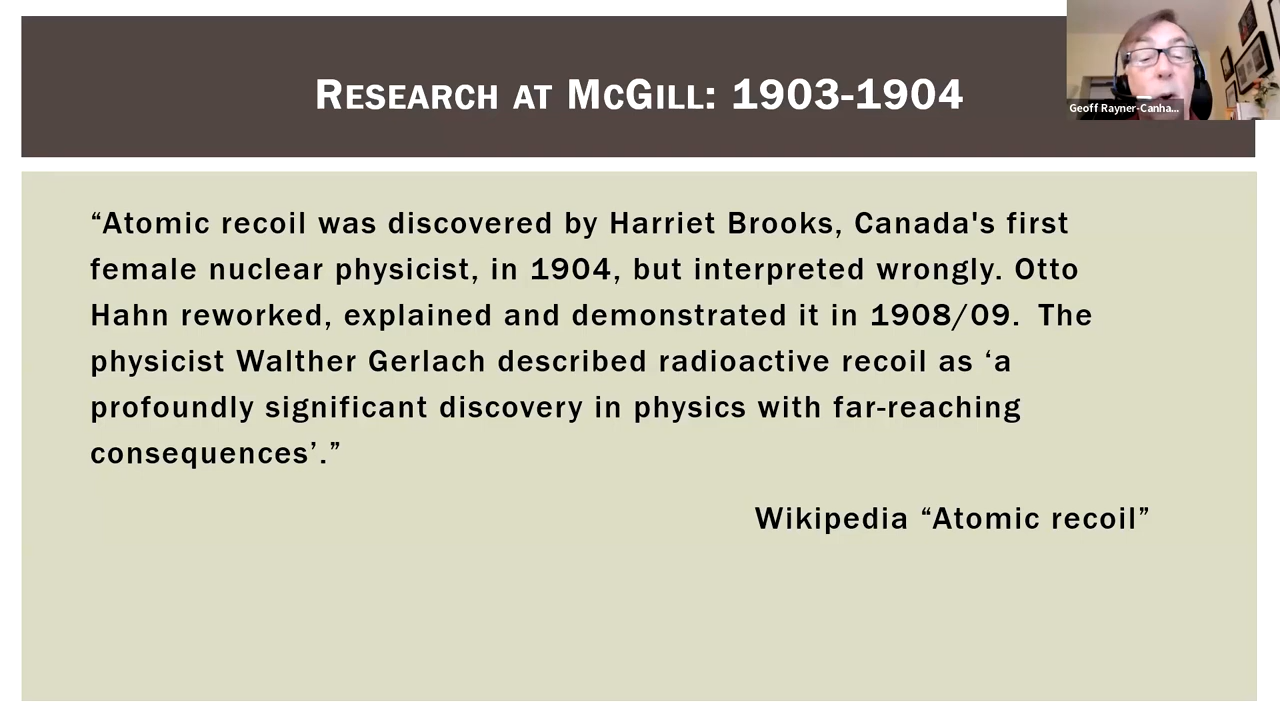 RESEARCH AT MCGILL: 1903-1904
Geoff Rayner-Canha...
“Atomic recoil was discovered by Harriet Brooks, Canada's first
female nuclear physicist, in 1904, but interpreted wrongly. Otto
Hahn reworked, explained and demonstrated it in 1908/09. The
physicist Walther Gerlach described radioactive recoil as ‘a
profoundly significant discovery in physics with far-reaching
consequences’.”
Wikipedia “Atomic recoil”